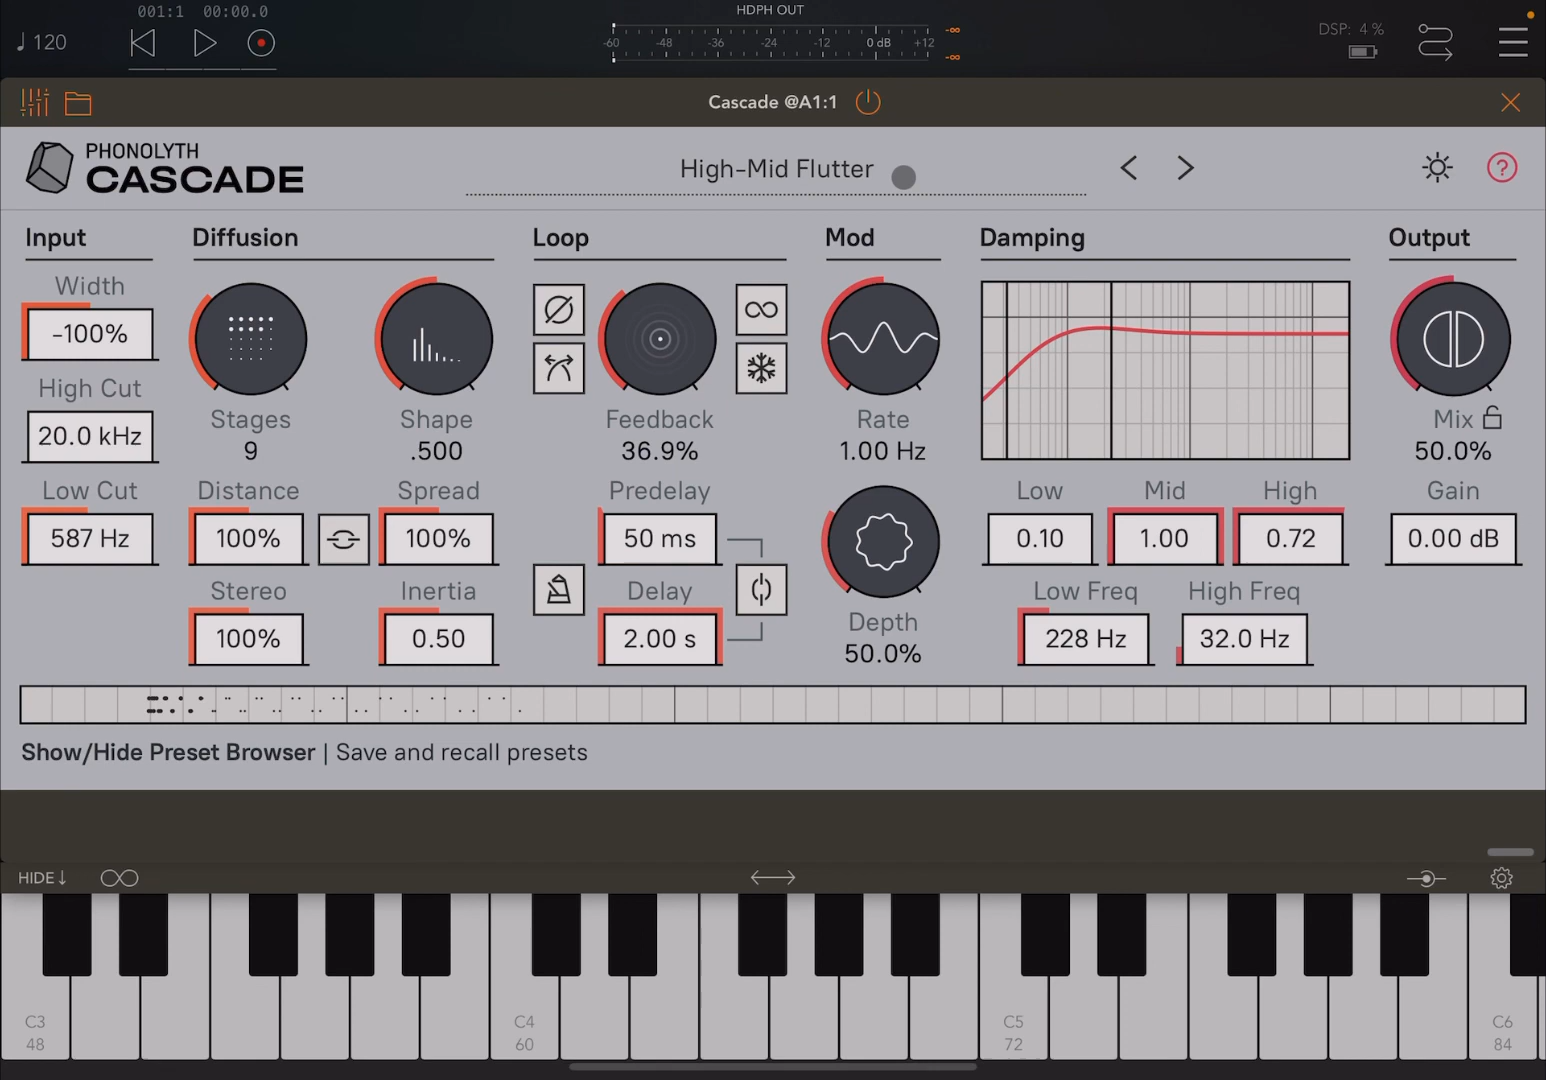 001:1 00:00.0
HDPH OUT
♩ 120
-60 -48 -36 -24 -12 0 dB +12
-∞
-∞
DSP: 4 %
Cascade @A1:1
PHONOLYTH
CASCADE
High-Mid Flutter
?
Input
Diffusion
Loop
Mod
Damping
Output
Width
-100%
High Cut
20.0 kHz
Low Cut
587 Hz
Stages
9
Shape
.500
Distance
100%
Spread
100%
Stereo
100%
Inertia
0.50
Feedback
36.9%
Predelay
50 ms
Delay
2.00 s
Rate
1.00 Hz
Depth
50.0%
Low
0.10
Mid
1.00
High
0.72
Low Freq
228 Hz
High Freq
32.0 Hz
Mix
50.0%
Gain
0.00 dB
Show/Hide Preset Browser | Save and recall presets
HIDE↓
C3
48
C4
60
C5
72
C6
84